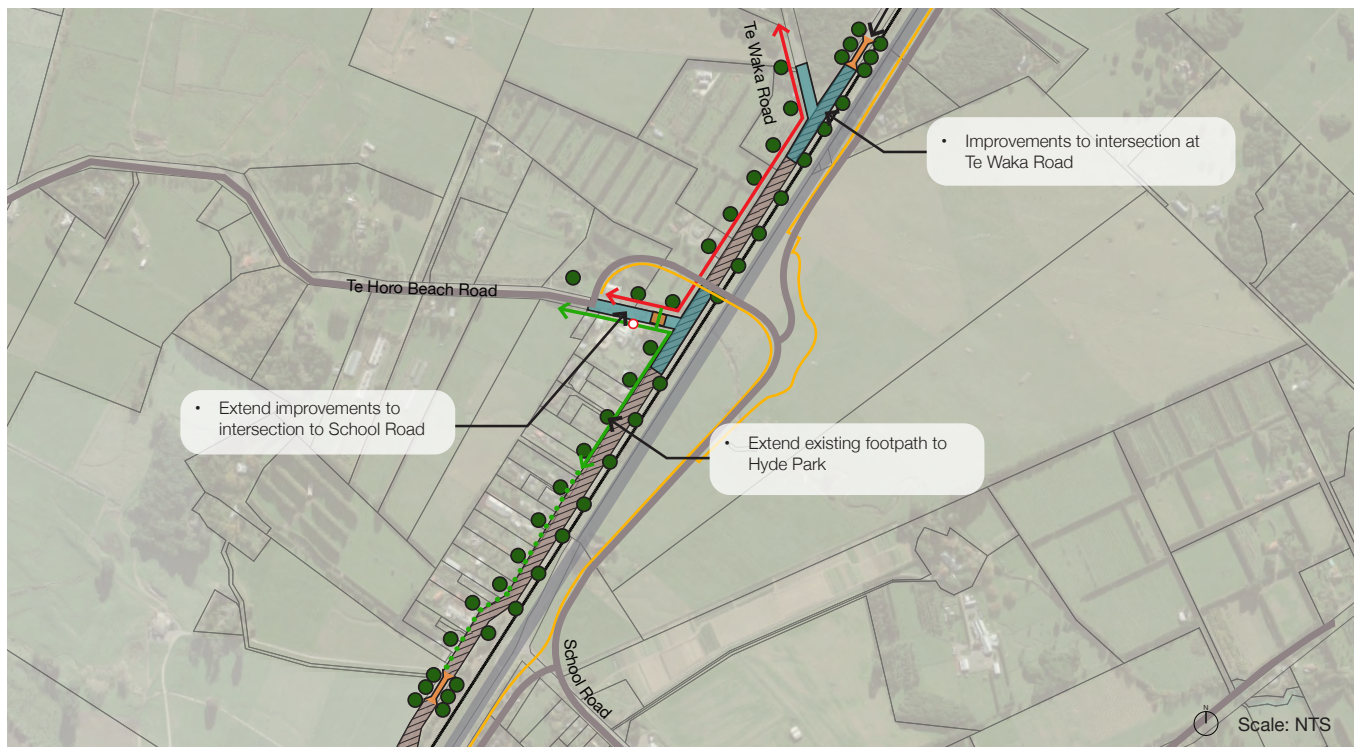 Te Waka Road
• Improvements to intersection at
Te Waka Road
Te Horo Beach Road
• Extend improvements to
intersection to School Road
• Extend existing footpath to
Hyde Park
School Road
N
Scale: NTS